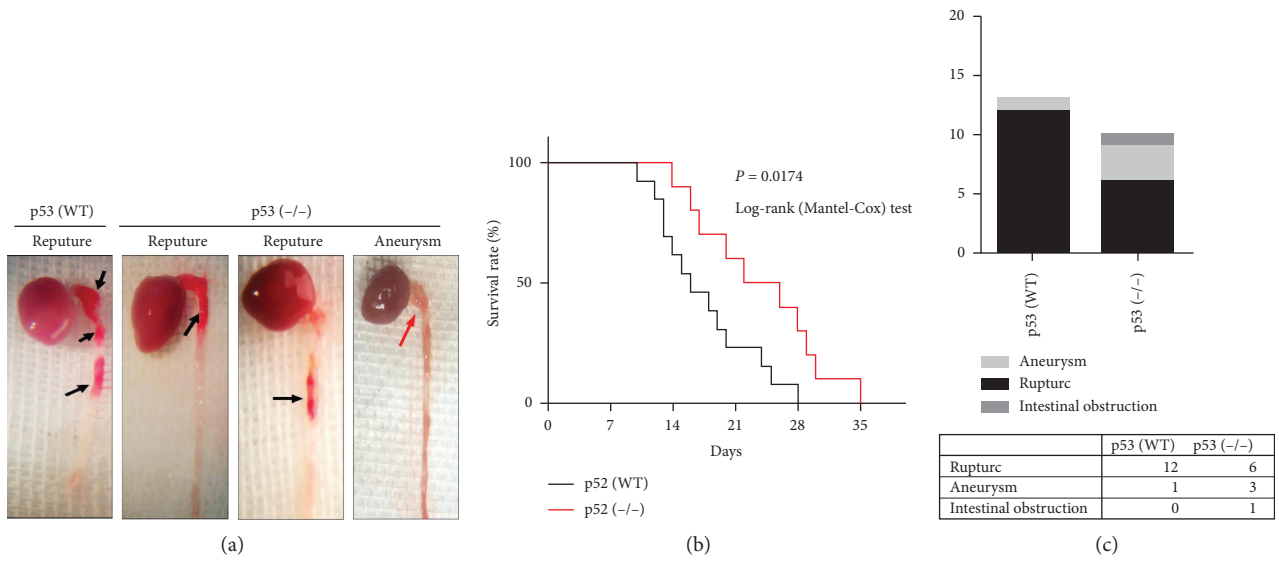 p53 (WT)
p53 (−/−)
Reputure
Reputure
Reputure
Aneurysm
(a)
Survival rate (%)
100
50
0
0
7
14
21
28
35
Days
P = 0.0174
Log-rank (Mantel-Cox) test
p52 (WT)
p52 (−/−)
(b)
20
15
10
5
0
p53 (WT)
p53 (−/−)
Aneurysm
Rupturc
Intestinal obstruction
p53 (WT) p53 (−/−)
Rupturc 12 6
Aneurysm 1 3
Intestinal obstruction 0 1
(c)